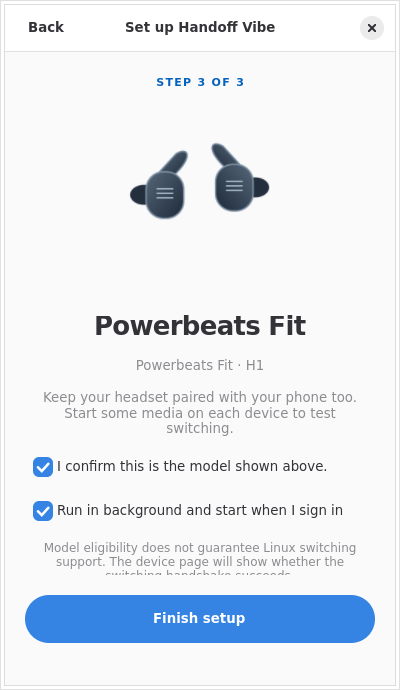 Back
Set up Handoff Vibe
STEP 3 OF 3
Powerbeats Fit
Powerbeats Fit · H1
Keep your headset paired with your phone too.
Start some media on each device to test
switching.
I confirm this is the model shown above.
Run in background and start when I sign in
Model eligibility does not guarantee Linux switching
support. The device page will show whether the
switching handshake succeeds.
Finish setup